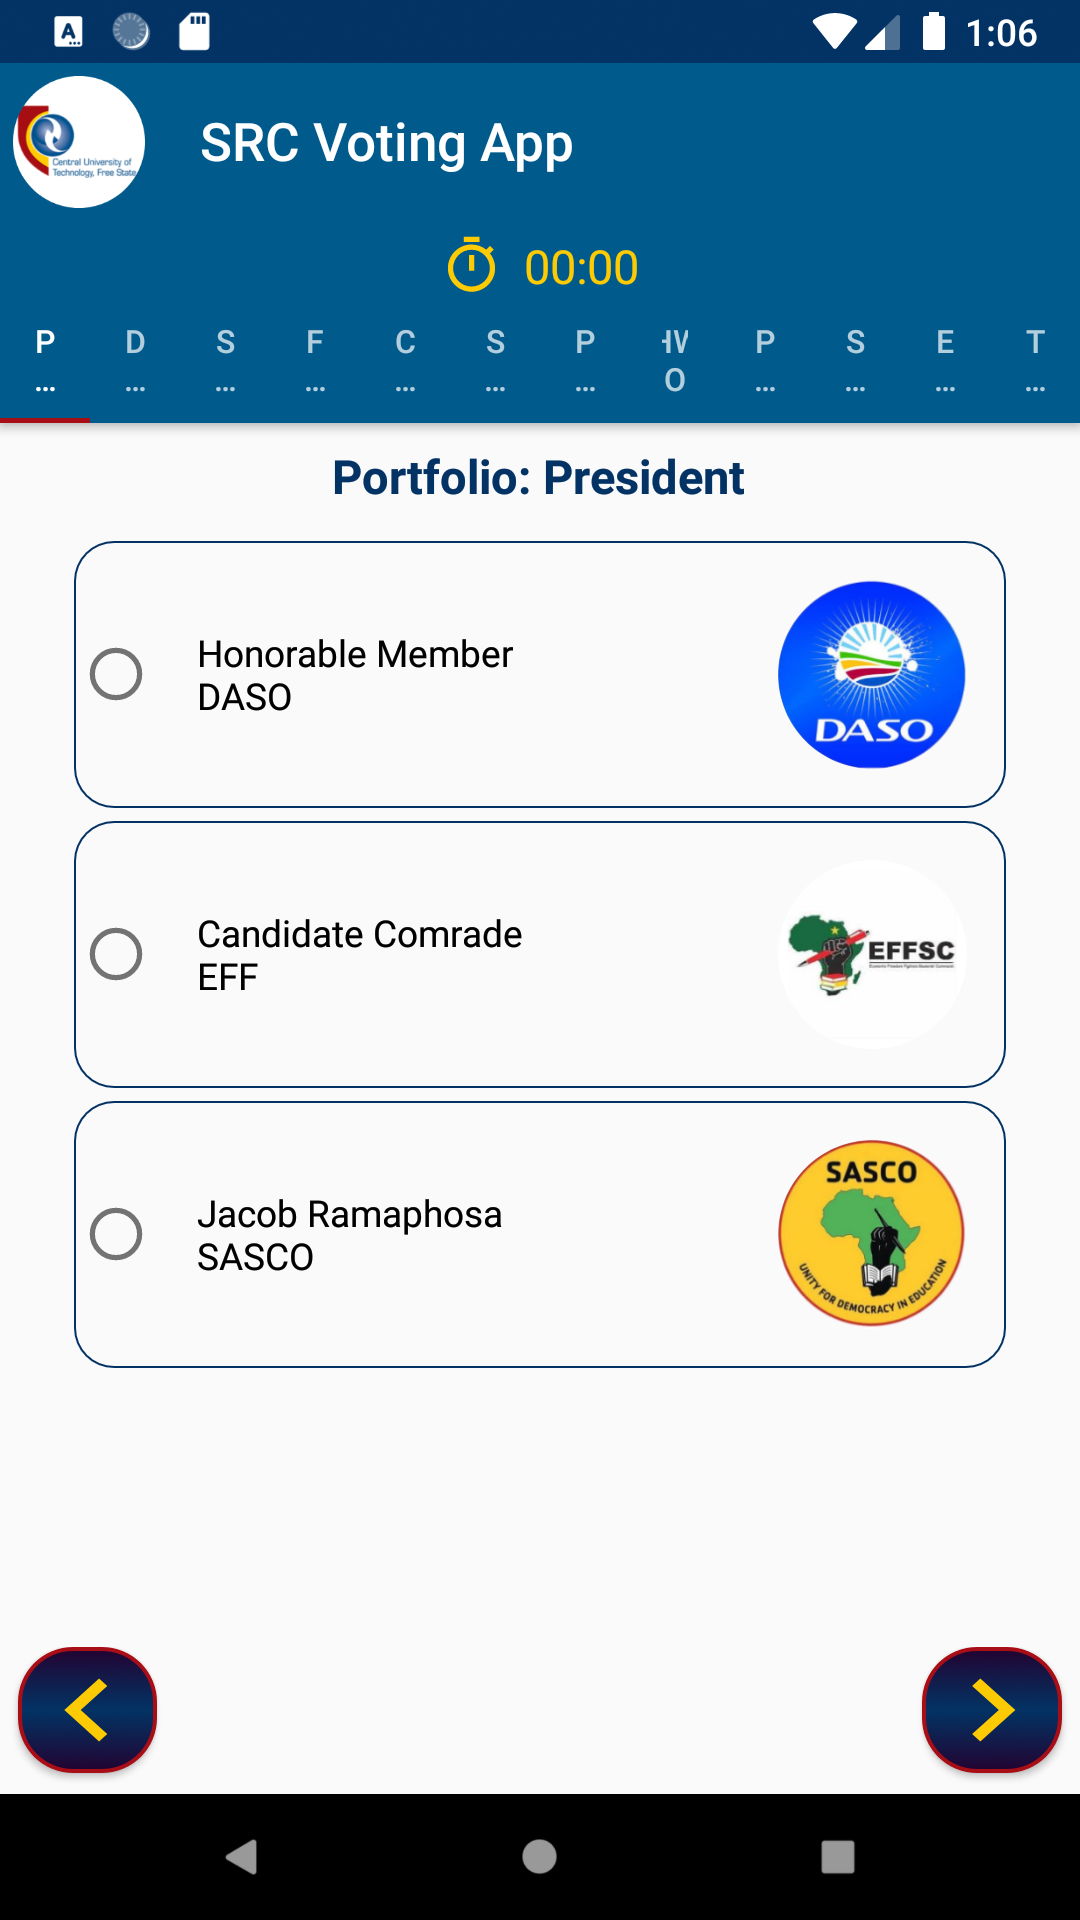 1:06
Central University of
Technology, Free State
SRC Voting App
00:00
P... D... S... F... C... S... P... HWO P... S... E... T...
Portfolio: President
Honorable Member
DASO
DASO
Candidate Comrade
EFF
EFFSC
Jacob Ramaphosa
SASCO
SASCO
UNITY FOR DEMOCRACY IN EDUCATION